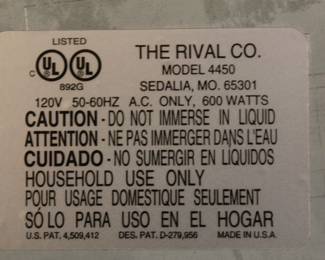 LISTED
C UL UL
892G
THE RIVAL CO.
MODEL 4450
SEDALIA, MO. 65301
120V 50-60HZ A.C. ONLY, 600 WATTS
CAUTION - DO NOT IMMERSE IN LIQUID
ATTENTION - NE PAS IMMERGER DANS L'EAU
CUIDADO - NO SUMERGIR EN LIQUIDOS
HOUSEHOLD USE ONLY
POUR USAGE DOMESTIQUE SEULEMENT
SÓLO PARA USO EN EL HOGAR
U.S. PAT. 4,509,412 DES. PAT. D-279,956 MADE IN U.S.A.